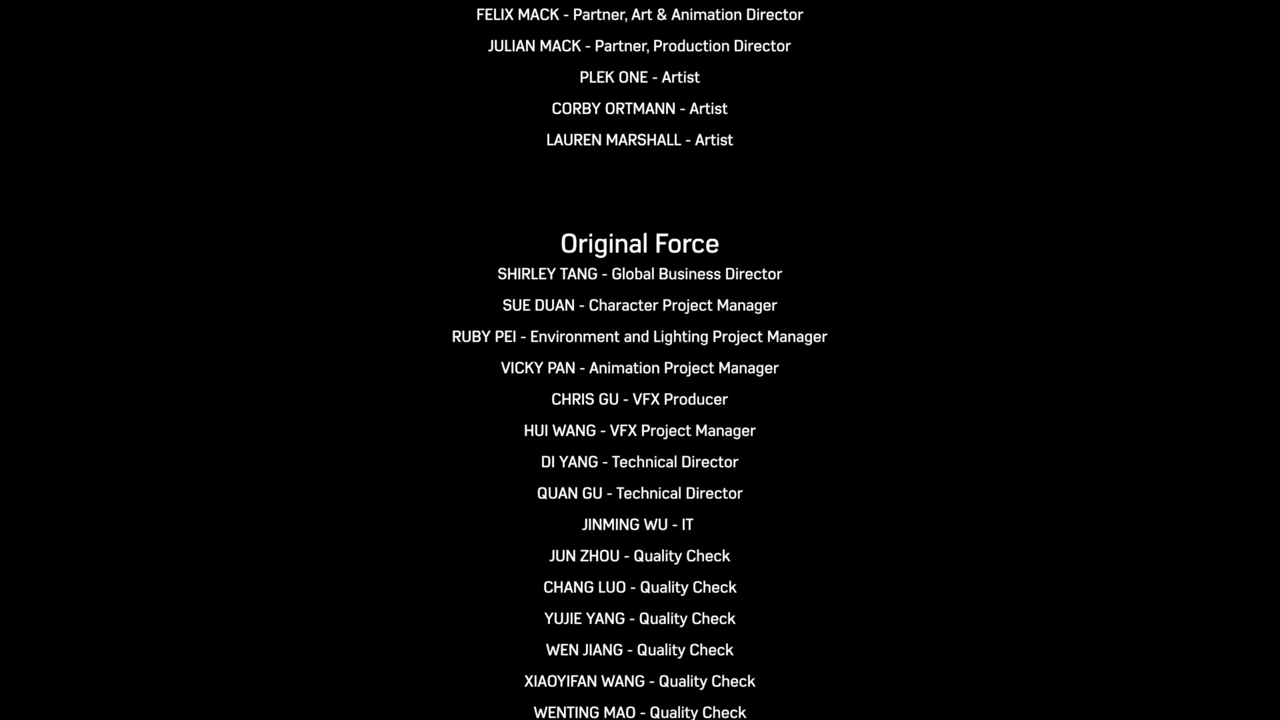 FELIX MACK - Partner, Art & Animation Director
JULIAN MACK - Partner, Production Director
PLEK ONE - Artist
CORBY ORTMANN - Artist
LAUREN MARSHALL - Artist
Original Force
SHIRLEY TANG - Global Business Director
SUE DUAN - Character Project Manager
RUBY PEI - Environment and Lighting Project Manager
VICKY PAN - Animation Project Manager
CHRIS GU - VFX Producer
HUI WANG - VFX Project Manager
DI YANG - Technical Director
QUAN GU - Technical Director
JINMING WU - IT
JUN ZHOU - Quality Check
CHANG LUO - Quality Check
YUJIE YANG - Quality Check
WEN JIANG - Quality Check
XIAOYIFAN WANG - Quality Check
WENTING MAO - Quality Check